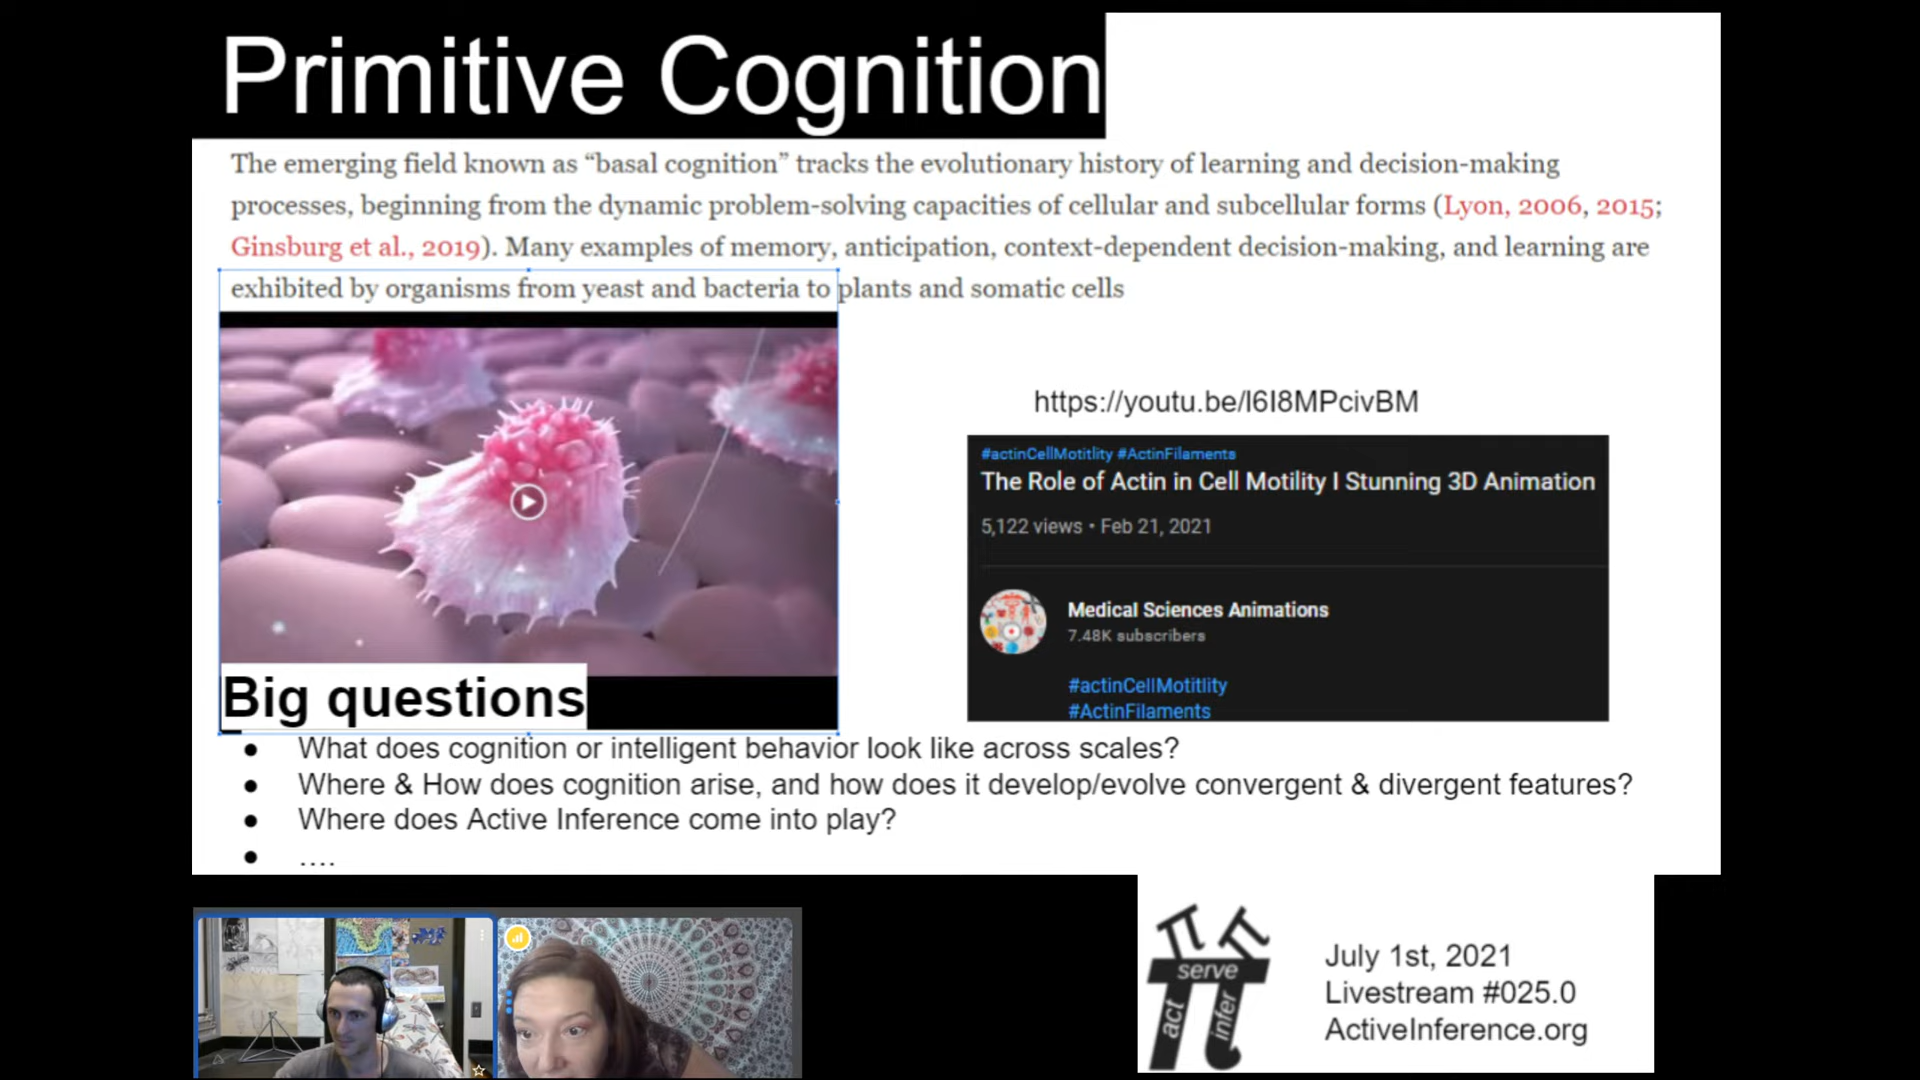 Primitive Cognition
The emerging field known as “basal cognition” tracks the evolutionary history of learning and decision-making
processes, beginning from the dynamic problem-solving capacities of cellular and subcellular forms (Lyon, 2006, 2015;
Ginsburg et al., 2019). Many examples of memory, anticipation, context-dependent decision-making, and learning are
exhibited by organisms from yeast and bacteria to plants and somatic cells
https://youtu.be/l6I8MPcivBM
#actinCellMotitlity #ActinFilaments
The Role of Actin in Cell Motility I Stunning 3D Animation
5,122 views • Feb 21, 2021
Medical Sciences Animations
7.48K subscribers
#actinCellMotitlity
#ActinFilaments
Big questions
● What does cognition or intelligent behavior look like across scales?
● Where & How does cognition arise, and how does it develop/evolve convergent & divergent features?
● Where does Active Inference come into play?
● ....
serve
act
infer
July 1st, 2021
Livestream #025.0
ActiveInference.org